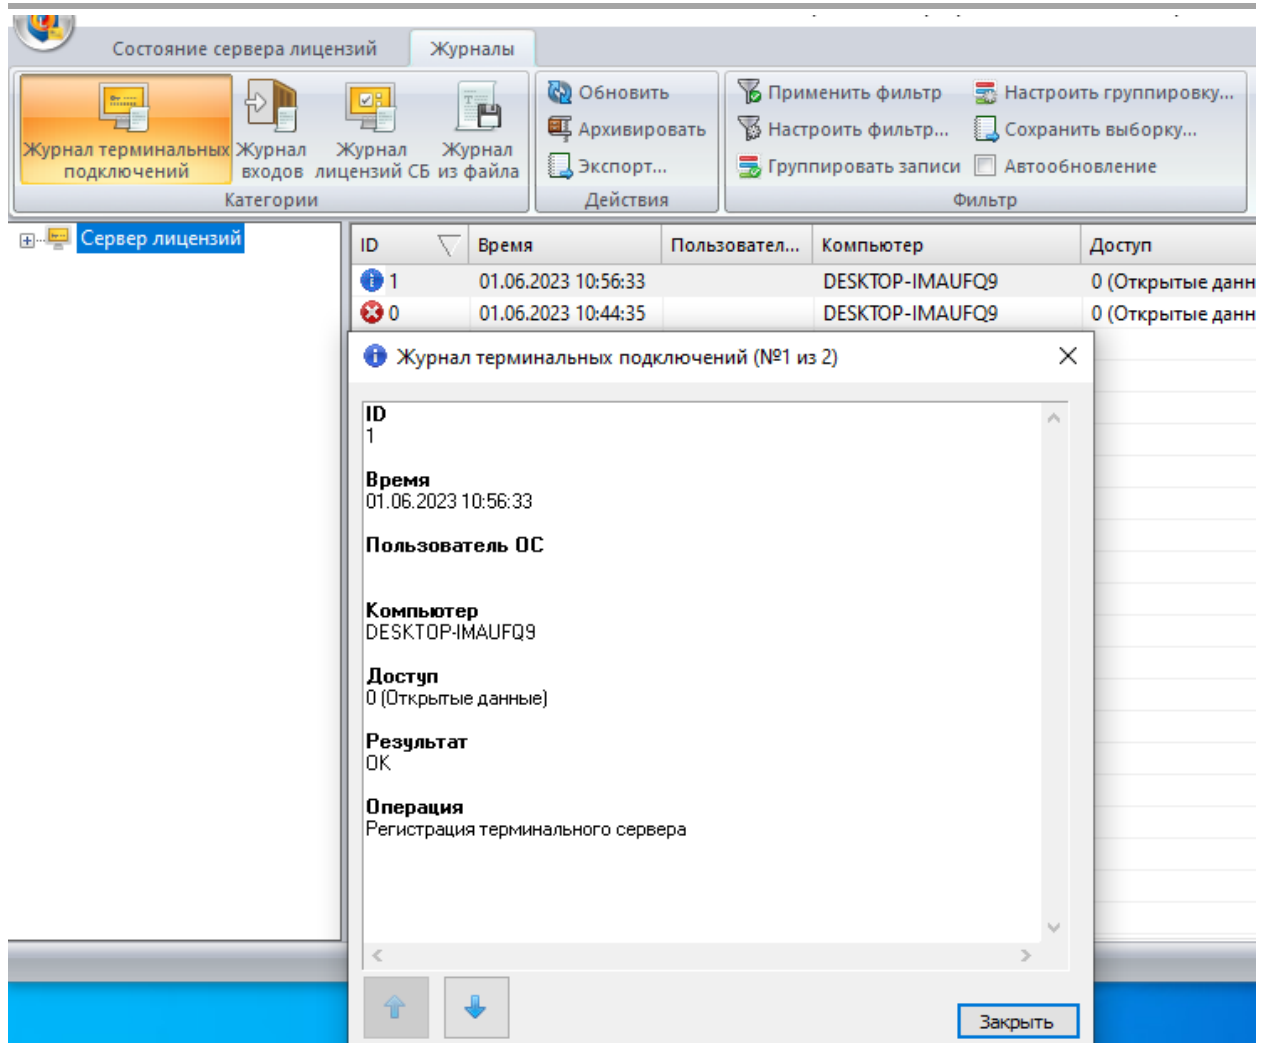 Состояние сервера лицензий Журналы
Журнал терминальных подключений
Журнал входов
Журнал лицензий СБ
Журнал из файла
Категории
Обновить
Архивировать
Экспорт...
Действия
Применить фильтр
Настроить фильтр...
Группировать записи
Настроить группировку...
Сохранить выборку...
Автообновление
Фильтр
Сервер лицензий
ID Время Пользовател... Компьютер Доступ
1 01.06.2023 10:56:33 DESKTOP-IMAUFQ9 0 (Открытые данн
0 01.06.2023 10:44:35 DESKTOP-IMAUFQ9 0 (Открытые данн
Журнал терминальных подключений (№1 из 2)
ID
1
Время
01.06.2023 10:56:33
Пользователь ОС
Компьютер
DESKTOP-IMAUFQ9
Доступ
0 (Открытые данные)
Результат
OK
Операция
Регистрация терминального сервера
Закрыть